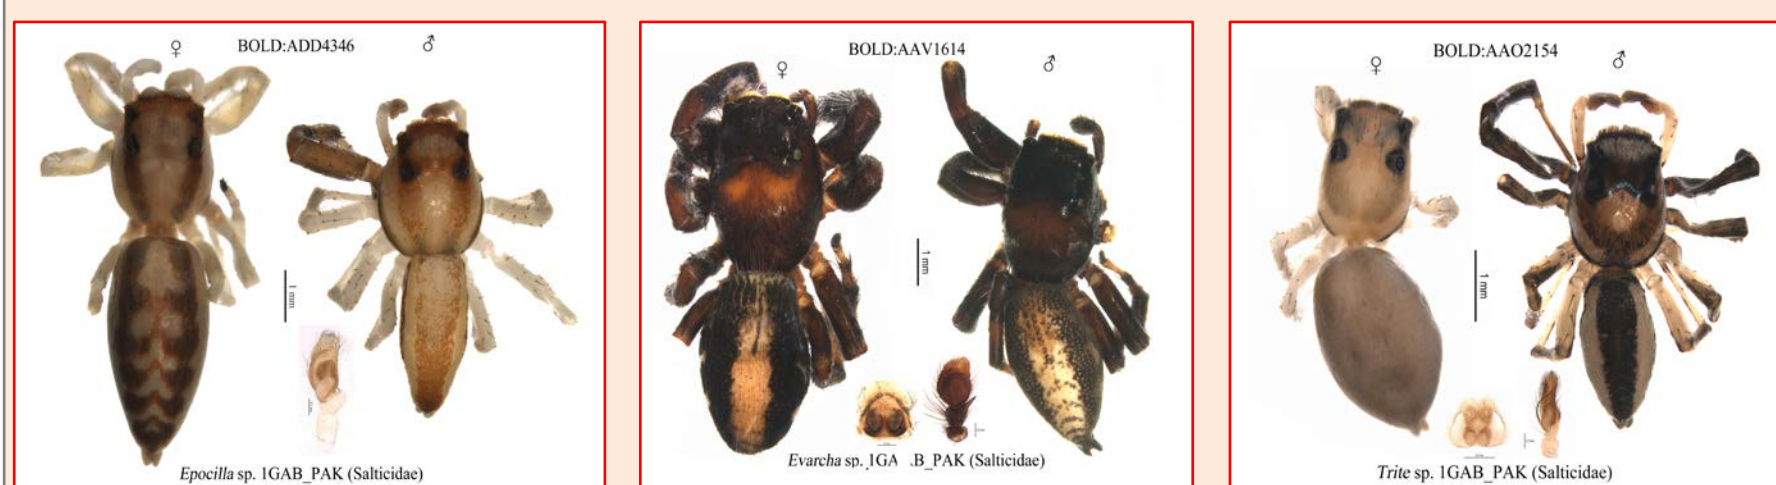 ♀ BOLD:ADD4346 ♂
1 mm
Epocilla sp. 1GAB_PAK (Salticidae)
BOLD:AAV1614
♀ ♂
1 mm
Evarcha sp. 1GA .B_PAK (Salticidae)
BOLD:AAO2154
♀ ♂
1 mm
Trite sp. 1GAB_PAK (Salticidae)